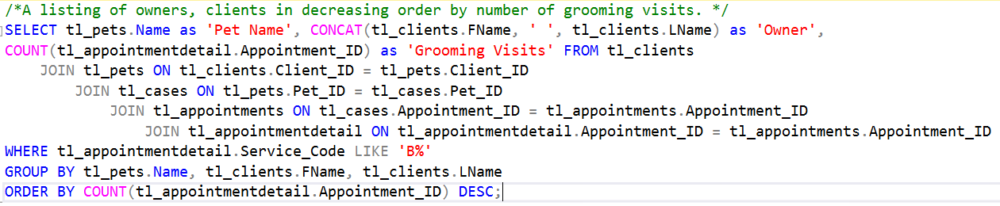 /*A listing of owners, clients in decreasing order by number of grooming visits. */
SELECT tl_pets.Name as 'Pet Name', CONCAT(tl_clients.FName, ' ', tl_clients.LName) as 'Owner',
COUNT(tl_appointmentdetail.Appointment_ID) as 'Grooming Visits' FROM tl_clients
JOIN tl_pets ON tl_clients.Client_ID = tl_pets.Client_ID
JOIN tl_cases ON tl_pets.Pet_ID = tl_cases.Pet_ID
JOIN tl_appointments ON tl_cases.Appointment_ID = tl_appointments.Appointment_ID
JOIN tl_appointmentdetail ON tl_appointmentdetail.Appointment_ID = tl_appointments.Appointment_ID
WHERE tl_appointmentdetail.Service_Code LIKE 'B%'
GROUP BY tl_pets.Name, tl_clients.FName, tl_clients.LName
ORDER BY COUNT(tl_appointmentdetail.Appointment_ID) DESC;